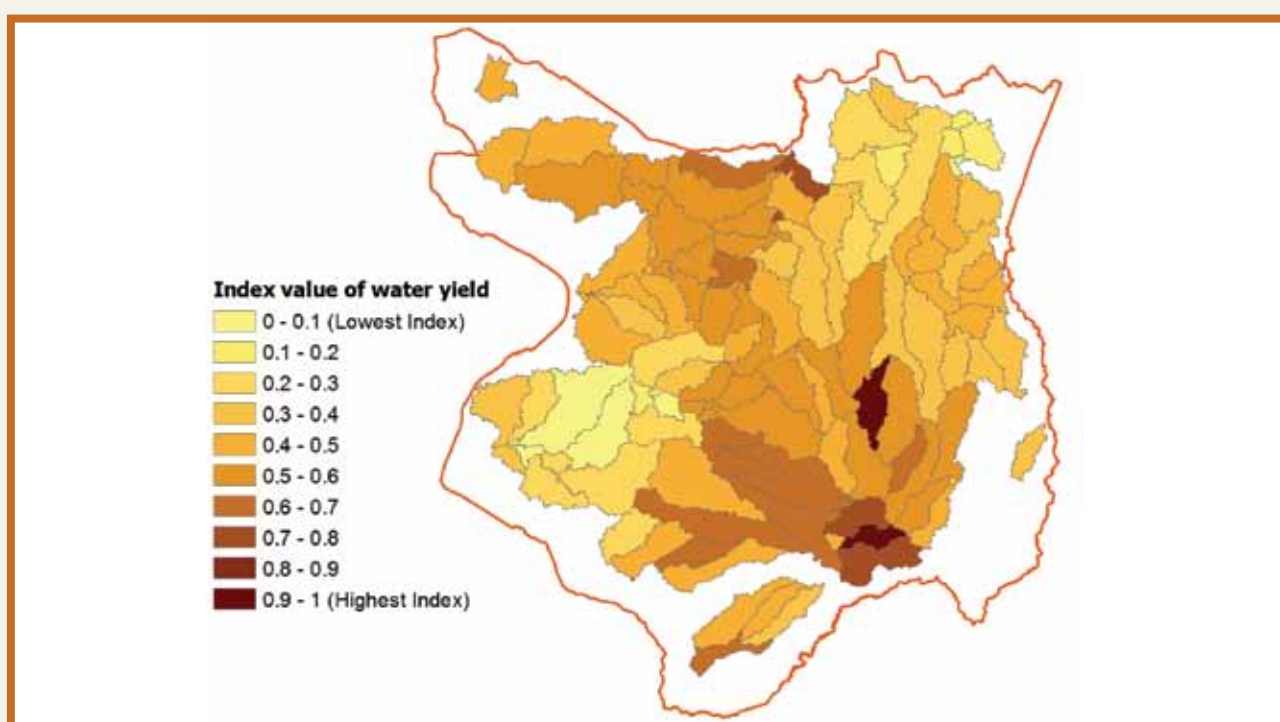 Index value of water yield
0 - 0.1 (Lowest Index)
0.1 - 0.2
0.2 - 0.3
0.3 - 0.4
0.4 - 0.5
0.5 - 0.6
0.6 - 0.7
0.7 - 0.8
0.8 - 0.9
0.9 - 1 (Highest Index)